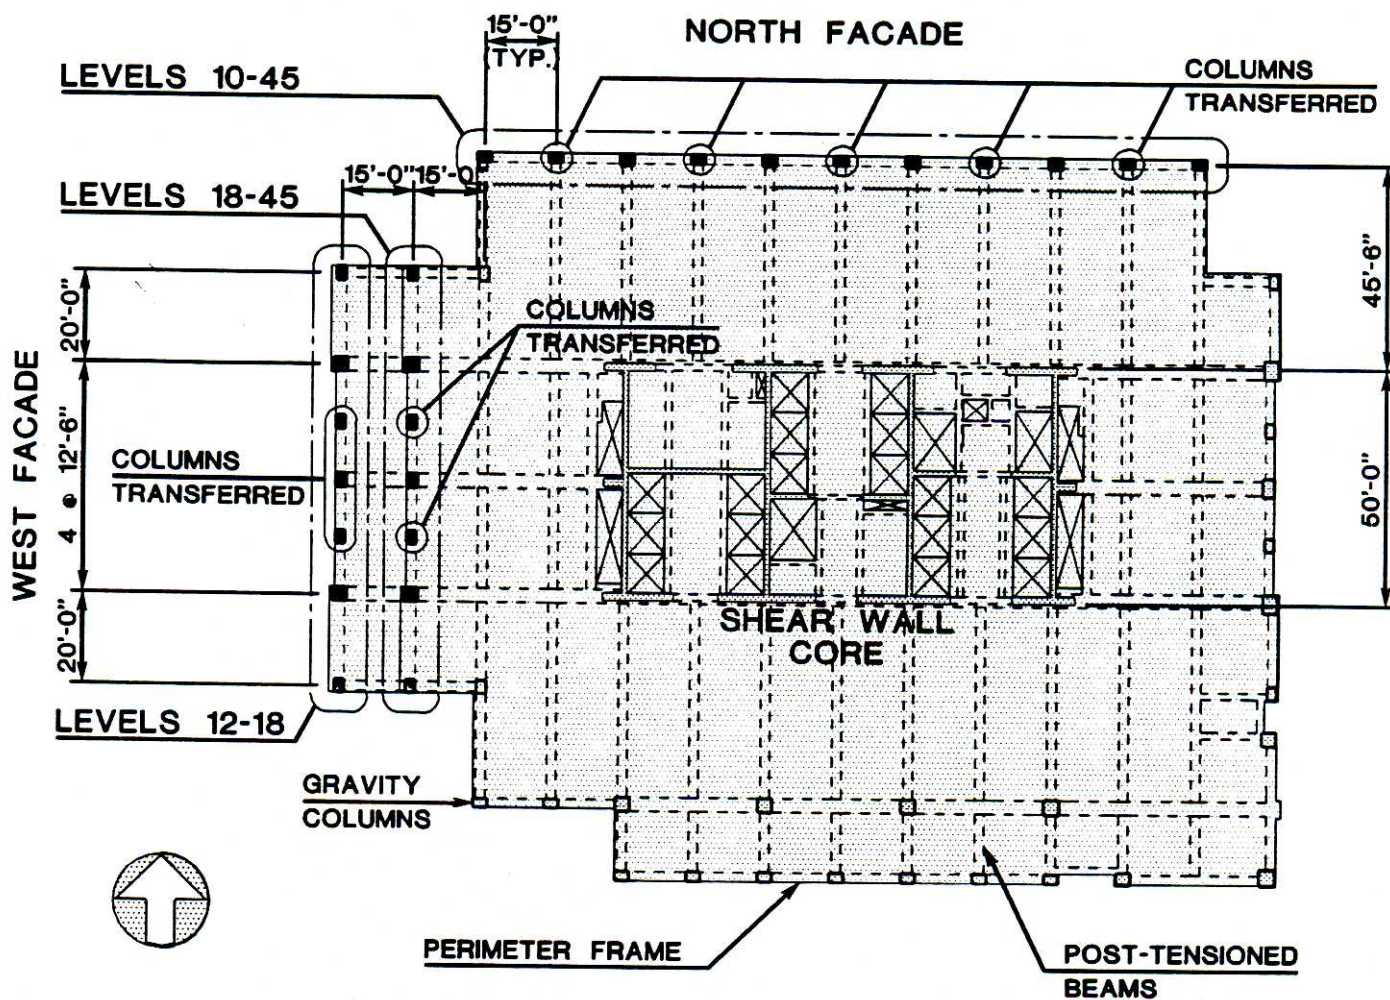 15'-0"
(TYP.)
NORTH FACADE
LEVELS 10-45
COLUMNS
TRANSFERRED
15'-0"
15'-0
LEVELS 18-45
45'-6"
20'-0"
COLUMNS
TRANSFERRED
WEST FACADE
4 @ 12'-6"
COLUMNS
TRANSFERRED
50'-0"
20'-0"
SHEAR WALL
CORE
LEVELS 12-18
GRAVITY
COLUMNS
PERIMETER FRAME
POST-TENSIONED
BEAMS